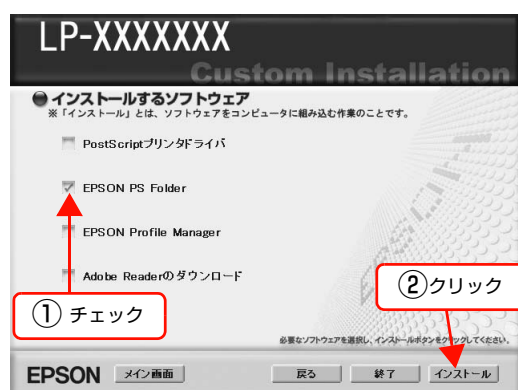 LP-XXXXXXX
Custom Installation
インストールするソフトウェア
※「インストール」とは、ソフトウェアをコンピュータに組み込む作業のことです。
PostScriptプリンタドライバ
EPSON PS Folder
EPSON Profile Manager
Adobe Readerのダウンロード
① チェック
②クリック
必要なソフトウェアを選択し、インストールボタンをクリックしてください。
EPSON メイン画面 戻る 終了 インストール